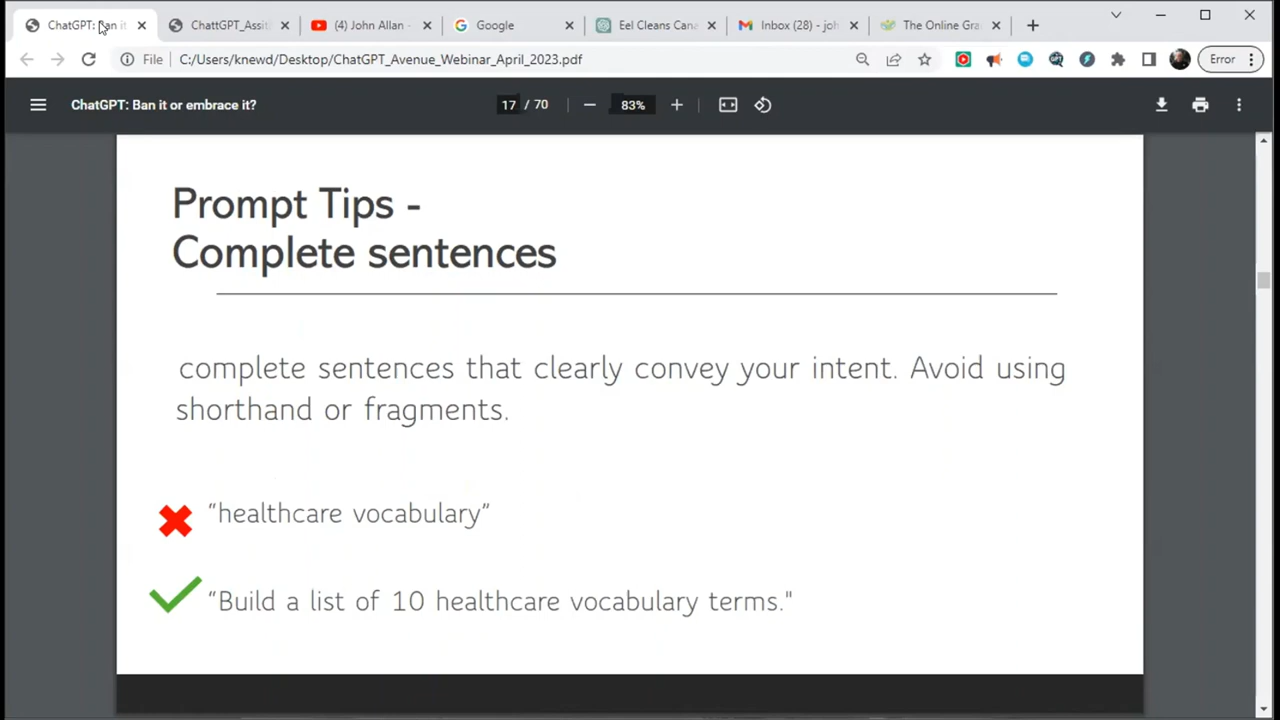 ChatGPT: Ban it
ChattGPT_Assit
(4) John Allan -
Google
Eel Cleans Cana
Inbox (28) - joh
The Online Gra
File C:/Users/knewd/Desktop/ChatGPT_Avenue_Webinar_April_2023.pdf
Error
ChatGPT: Ban it or embrace it?
17 / 70
83%
Prompt Tips -
Complete sentences
complete sentences that clearly convey your intent. Avoid using
shorthand or fragments.
"healthcare vocabulary"
"Build a list of 10 healthcare vocabulary terms."